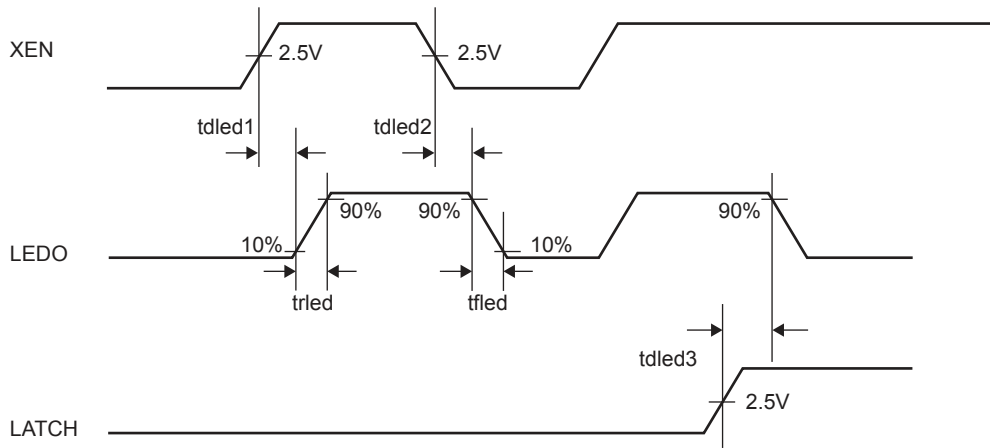 XEN
2.5V
2.5V
tdled1
tdled2
90%
90%
90%
10%
10%
LEDO
trled
tfled
tdled3
2.5V
LATCH